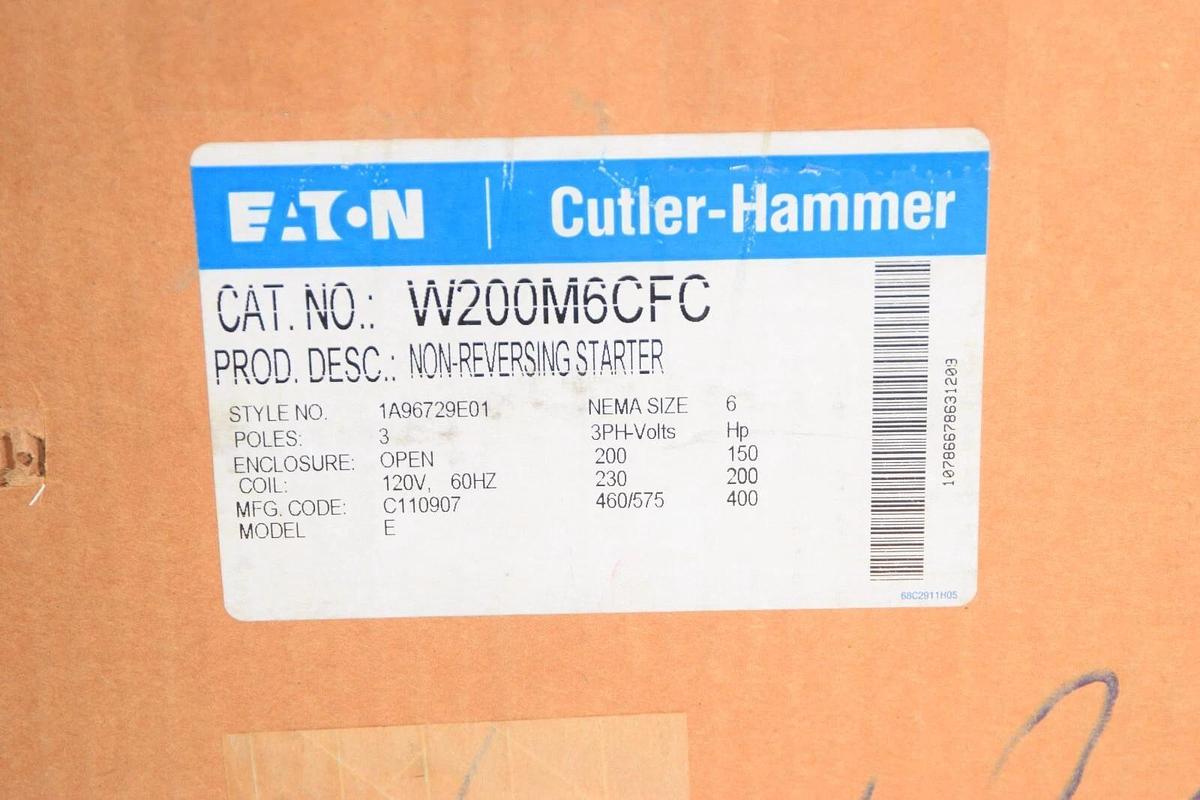 EATON | Cutler-Hammer
CAT. NO.: W200M6CFC
PROD. DESC.: NON-REVERSING STARTER
STYLE NO. 1A96729E01 NEMA SIZE 6
POLES: 3 3PH-Volts Hp
ENCLOSURE: OPEN 200 150
COIL: 120V, 60HZ 230 200
MFG. CODE: C110907 460/575 400
MODEL E
10786678631203
68C2911H05